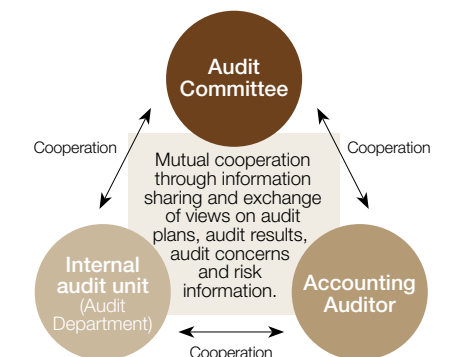 Audit
Committee
Cooperation
Cooperation
Mutual cooperation
through information
sharing and exchange
of views on audit
plans, audit results,
audit concerns
and risk
information.
Internal
audit unit
(Audit
Department)
Accounting
Auditor
Cooperation